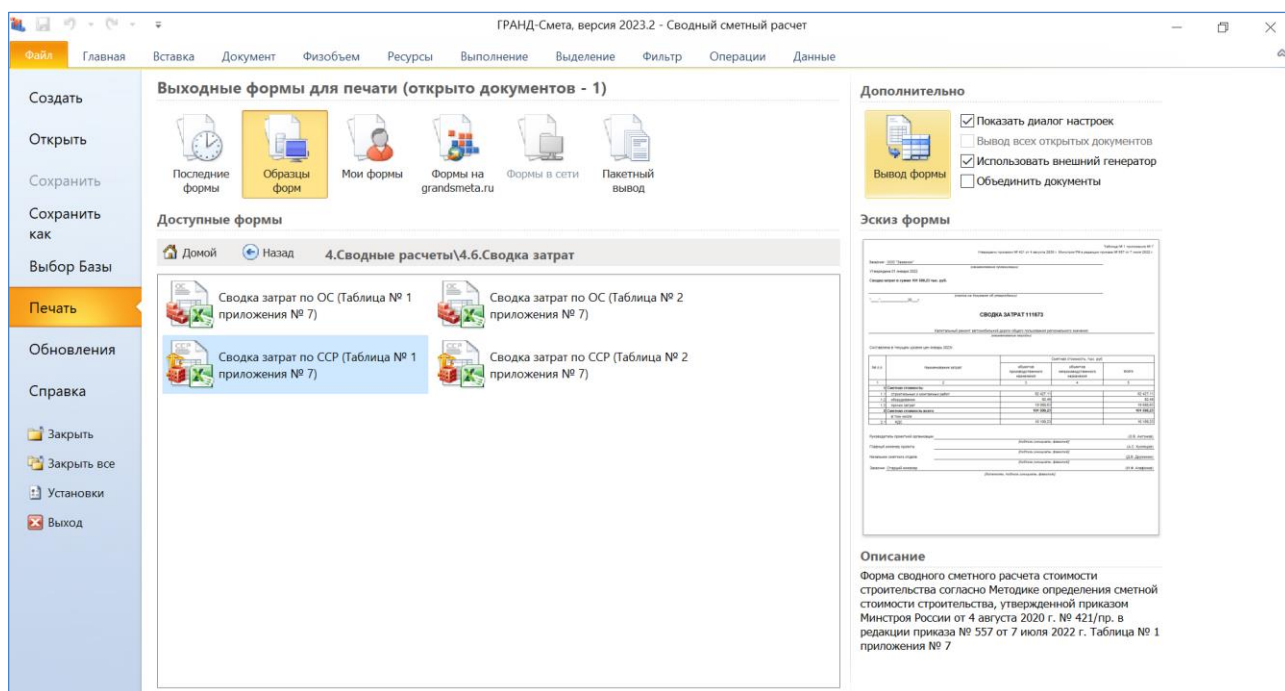 ГРАНД-Смета, версия 2023.2 - Сводный сметный расчет
Файл Главная Вставка Документ Физобъем Ресурсы Выполнение Выделение Фильтр Операции Данные
Создать
Открыть
Сохранить
Сохранить
как
Выбор Базы
Печать
Обновления
Справка
Закрыть
Закрыть все
Установки
Выход
Выходные формы для печати (открыто документов - 1)
Последние
формы
Образцы
форм
Мои формы
Формы на
grandsmeta.ru
Формы в сети
Пакетный
вывод
Доступные формы
Домой Назад 4.Сводные расчеты\4.6.Сводка затрат
Сводка затрат по ОС (Таблица № 1
приложения № 7)
Сводка затрат по ОС (Таблица № 2
приложения № 7)
Сводка затрат по ССР (Таблица № 1
приложения № 7)
Сводка затрат по ССР (Таблица № 2
приложения № 7)
Дополнительно
Вывод формы
Показать диалог настроек
Вывод всех открытых документов
Использовать внешний генератор
Объединить документы
Эскиз формы
СВОДКА ЗАТРАТ 111673
Описание
Форма сводного сметного расчета стоимости
строительства согласно Методике определения сметной
стоимости строительства, утвержденной приказом
Минстроя России от 4 августа 2020 г. № 421/пр. в
редакции приказа № 557 от 7 июля 2022 г. Таблица № 1
приложения № 7